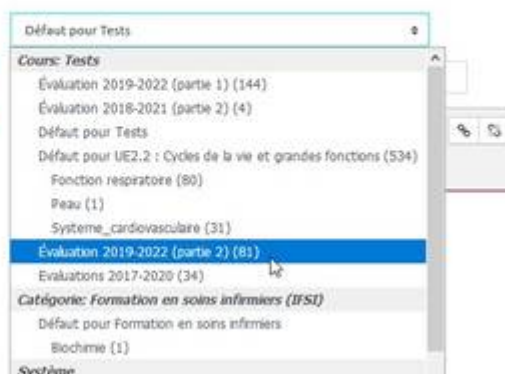 Défaut pour Tests
Cours: Tests
Évaluation 2019-2022 (partie 1) (144)
Évaluation 2018-2021 (partie 2) (4)
Défaut pour Tests
Défaut pour UE2.2 : Cycles de la vie et grandes fonctions (534)
Fonction respiratoire (80)
Peau (1)
Systeme_cardiovasculaire (31)
Évaluation 2019-2022 (partie 2) (81)
Evaluations 2017-2020 (34)
Catégorie: Formation en soins infirmiers (IFSI)
Défaut pour Formation en soins infirmiers
Biochimie (1)
Système